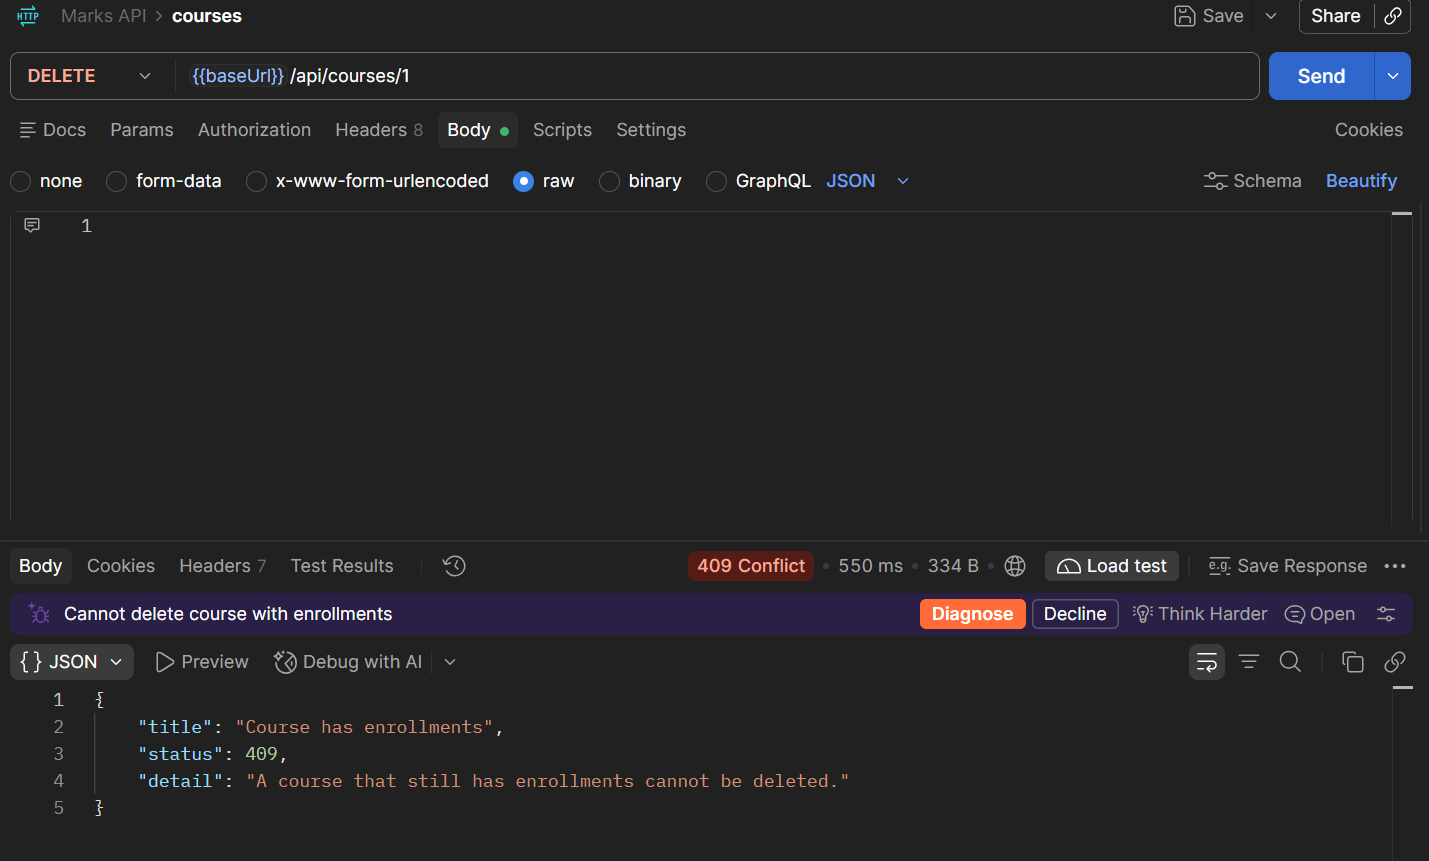 HTTP Marks API > courses Save Share
DELETE {{baseUrl}} /api/courses/1 Send
Docs Params Authorization Headers 8 Body Scripts Settings Cookies
none form-data x-www-form-urlencoded raw binary GraphQL JSON Schema Beautify
1
Body Cookies Headers 7 Test Results 409 Conflict • 550 ms • 334 B • Load test e.g. Save Response
Cannot delete course with enrollments Diagnose Decline Think Harder Open
{} JSON Preview Debug with AI
1 {
2 "title": "Course has enrollments",
3 "status": 409,
4 "detail": "A course that still has enrollments cannot be deleted."
5 }